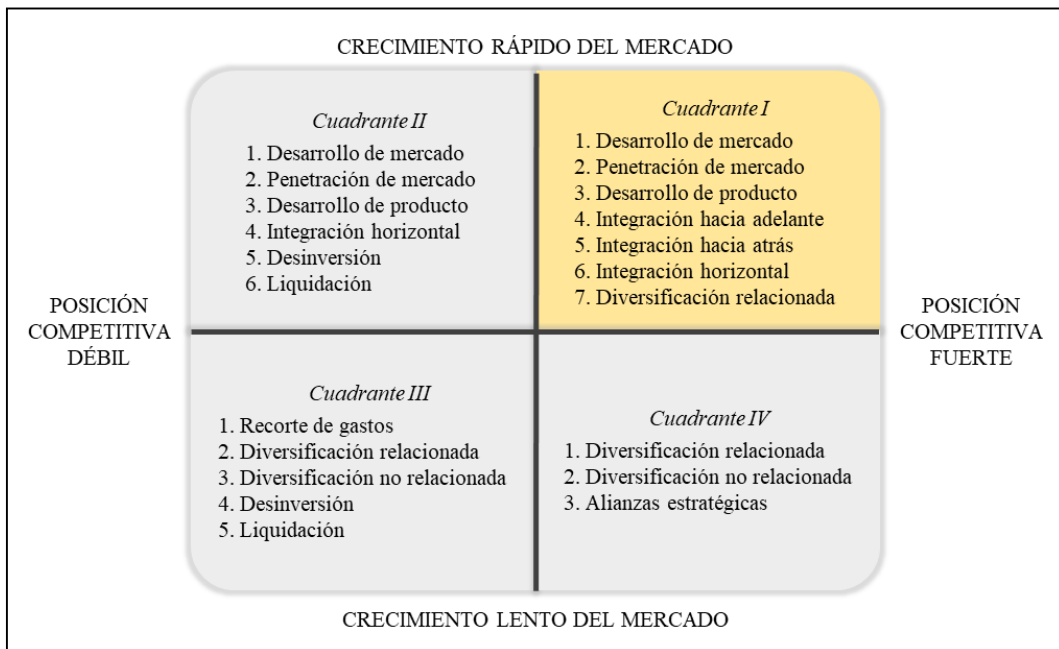 CRECIMIENTO RÁPIDO DEL MERCADO
Cuadrante II
1. Desarrollo de mercado
2. Penetración de mercado
3. Desarrollo de producto
4. Integración horizontal
5. Desinversión
6. Liquidación
Cuadrante I
1. Desarrollo de mercado
2. Penetración de mercado
3. Desarrollo de producto
4. Integración hacia adelante
5. Integración hacia atrás
6. Integración horizontal
7. Diversificación relacionada
POSICIÓN
COMPETITIVA
DÉBIL
POSICIÓN
COMPETITIVA
FUERTE
Cuadrante III
1. Recorte de gastos
2. Diversificación relacionada
3. Diversificación no relacionada
4. Desinversión
5. Liquidación
Cuadrante IV
1. Diversificación relacionada
2. Diversificación no relacionada
3. Alianzas estratégicas
CRECIMIENTO LENTO DEL MERCADO